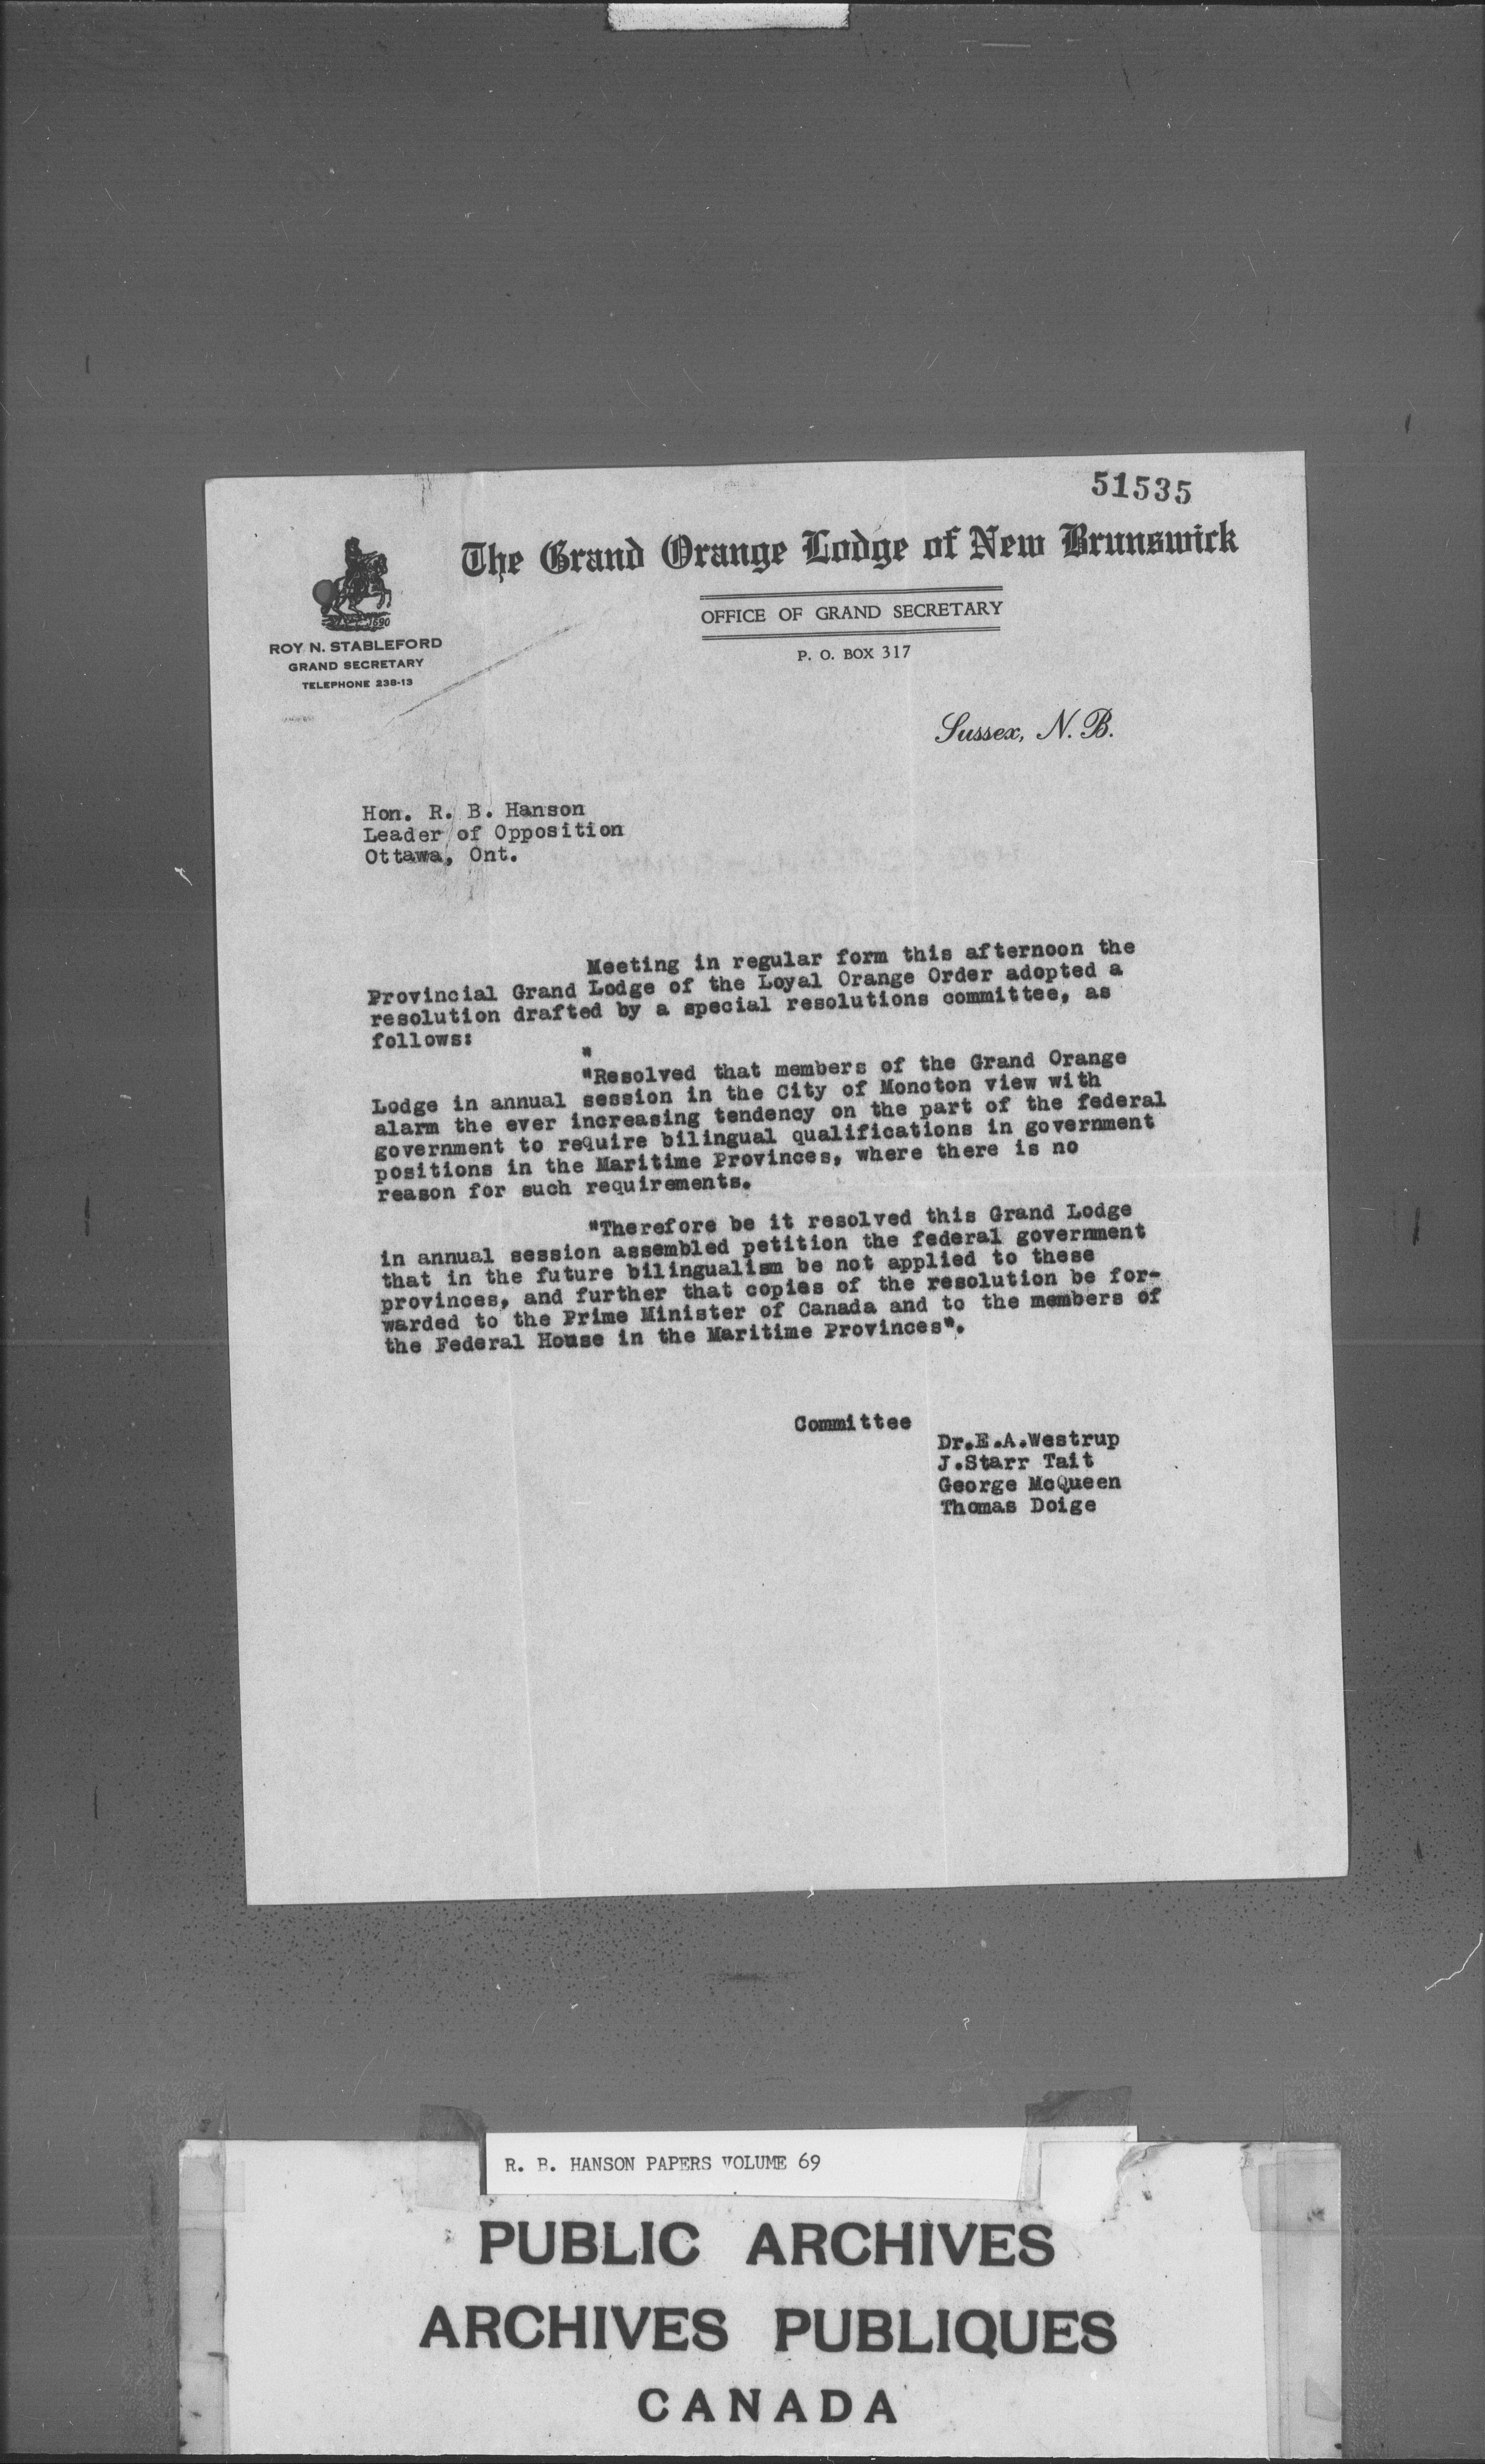 51535
The Grand Orange Lodge of New Brunswick
OFFICE OF GRAND SECRETARY
P. O. BOX 317
1690
ROY N. STABLEFORD
GRAND SECRETARY
TELEPHONE 238-13
Sussex, N. B.
Hon. R. B. Hanson
Leader of Opposition
Ottawa, Ont.
Meeting in regular form this afternoon the
Provincial Grand Lodge of the Loyal Orange Order adopted a
resolution drafted by a special resolutions committee, as
follows:
"
"Resolved that members of the Grand Orange
Lodge in annual session in the City of Moncton view with
alarm the ever increasing tendency on the part of the federal
government to require bilingual qualifications in government
positions in the Maritime Provinces, where there is no
reason for such requirements.
"Therefore be it resolved this Grand Lodge
in annual session assembled petition the federal government
that in the future bilingualism be not applied to these
provinces, and further that copies of the resolution be for-
warded to the Prime Minister of Canada and to the members of
the Federal House in the Maritime Provinces".
Committee
Dr.E.A.Westrup
J.Starr Tait
George McQueen
Thomas Doige
R. B. HANSON PAPERS VOLUME 69
PUBLIC ARCHIVES
ARCHIVES PUBLIQUES
CANADA